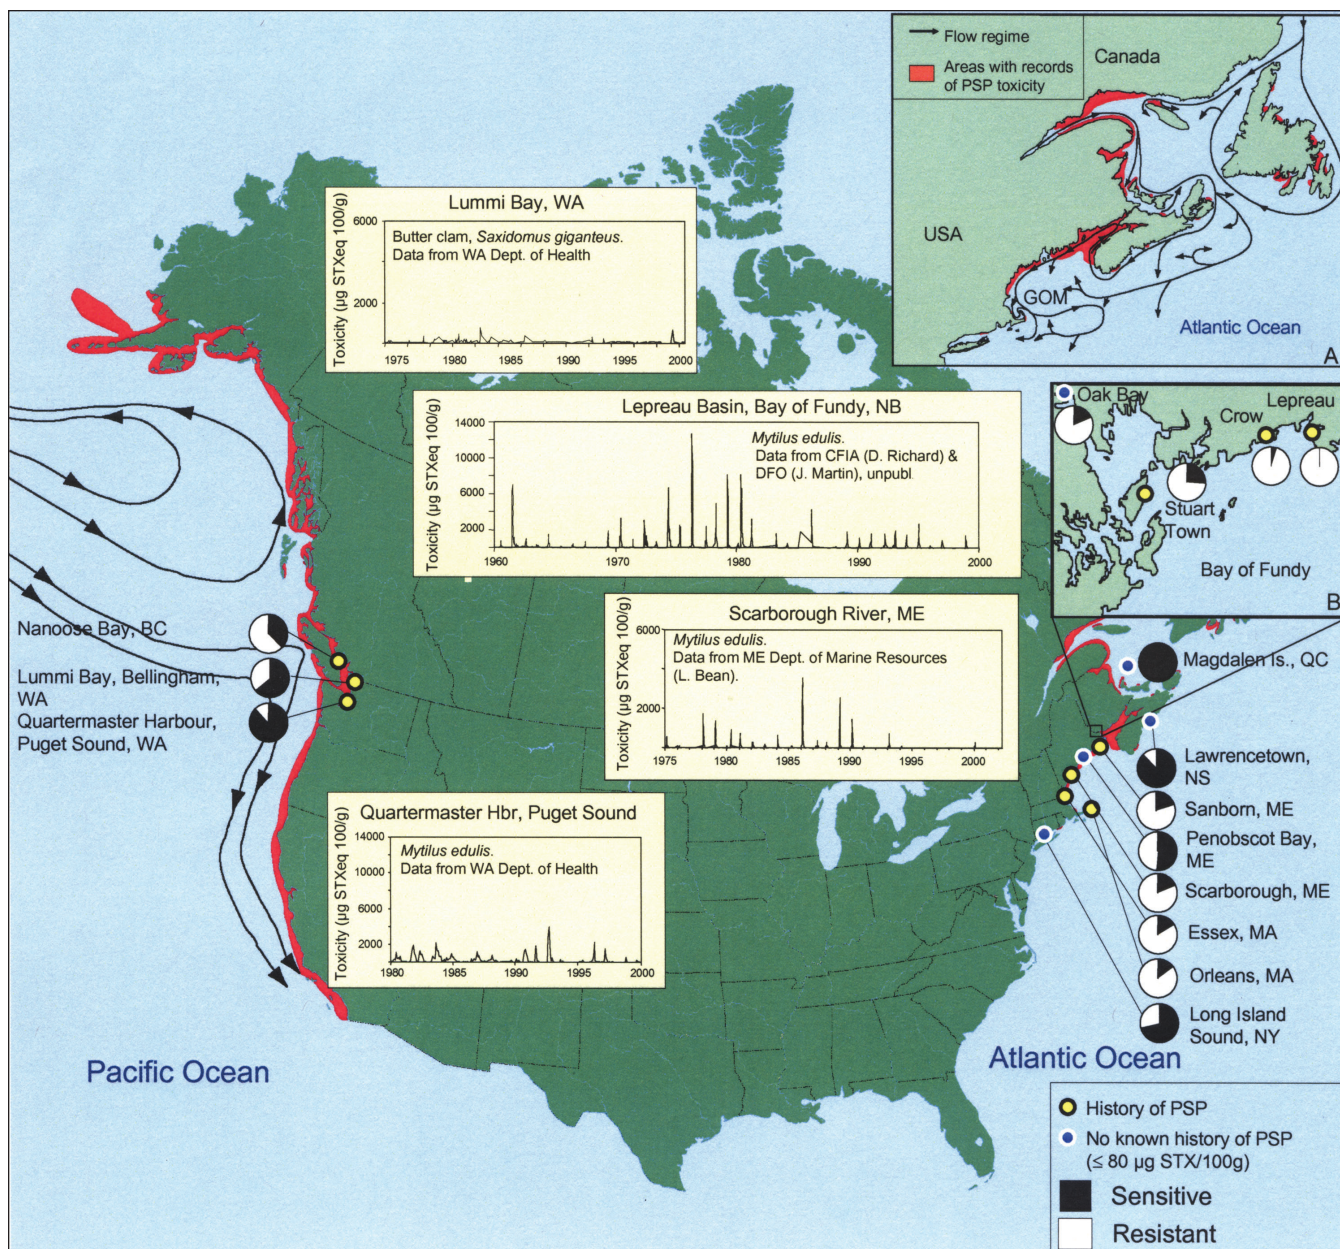 Flow regime
Areas with records
of PSP toxicity
Canada
USA
GOM
Atlantic Ocean
A
Lummi Bay, WA
Toxicity (µg STXeq 100/g)
6000
2000
Butter clam, Saxidomus giganteus.
Data from WA Dept. of Health
1975
1980
1985
1990
1995
2000
Lepreau Basin, Bay of Fundy, NB
Toxicity (µg STXeq 100/g)
14000
10000
6000
2000
Mytilus edulis.
Data from CFIA (D. Richard) &
DFO (J. Martin), unpubl.
1960
1970
1980
1990
2000
Oak Bay
Lepreau
Crow
Stuart
Town
Bay of Fundy
B
Scarborough River, ME
Toxicity (µg STXeq 100/g)
6000
4000
2000
Mytilus edulis.
Data from ME Dept. of Marine Resources
(L. Bean).
1975
1980
1985
1990
1995
2000
Nanoose Bay, BC
Lummi Bay, Bellingham,
WA
Quartermaster Harbour,
Puget Sound, WA
Quartermaster Hbr, Puget Sound
Toxicity (µg STXeq 100/g)
14000
10000
6000
2000
Mytilus edulis.
Data from WA Dept. of Health
1980
1985
1990
1995
2000
Magdalen Is., QC
Lawrencetown,
NS
Sanborn, ME
Penobscot Bay,
ME
Scarborough, ME
Essex, MA
Orleans, MA
Long Island
Sound, NY
Pacific Ocean
Atlantic Ocean
History of PSP
No known history of PSP
(≤ 80 µg STX/100g)
Sensitive
Resistant